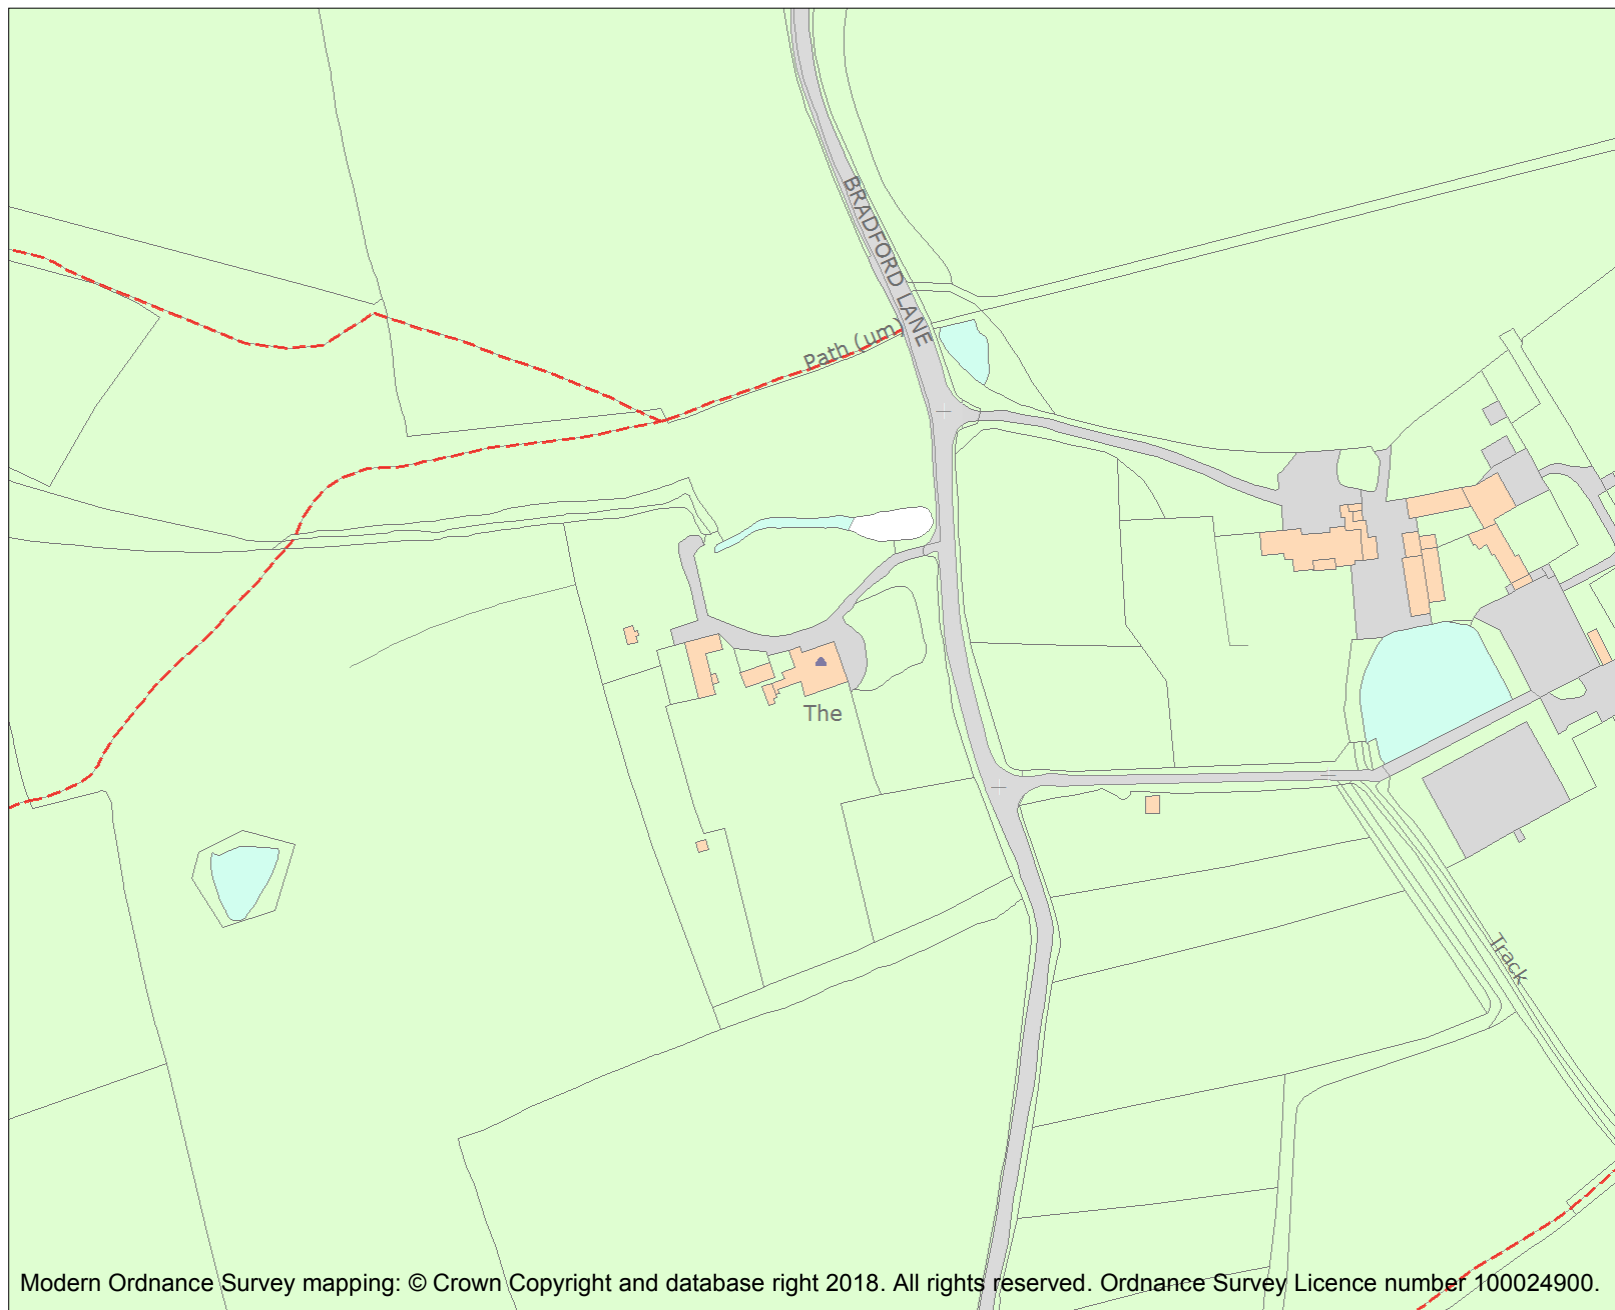 BRADFORD LANE
Path (um)
The
Track
Modern Ordnance Survey mapping: © Crown Copyright and database right 2018. All rights reserved. Ordnance Survey Licence number 100024900.